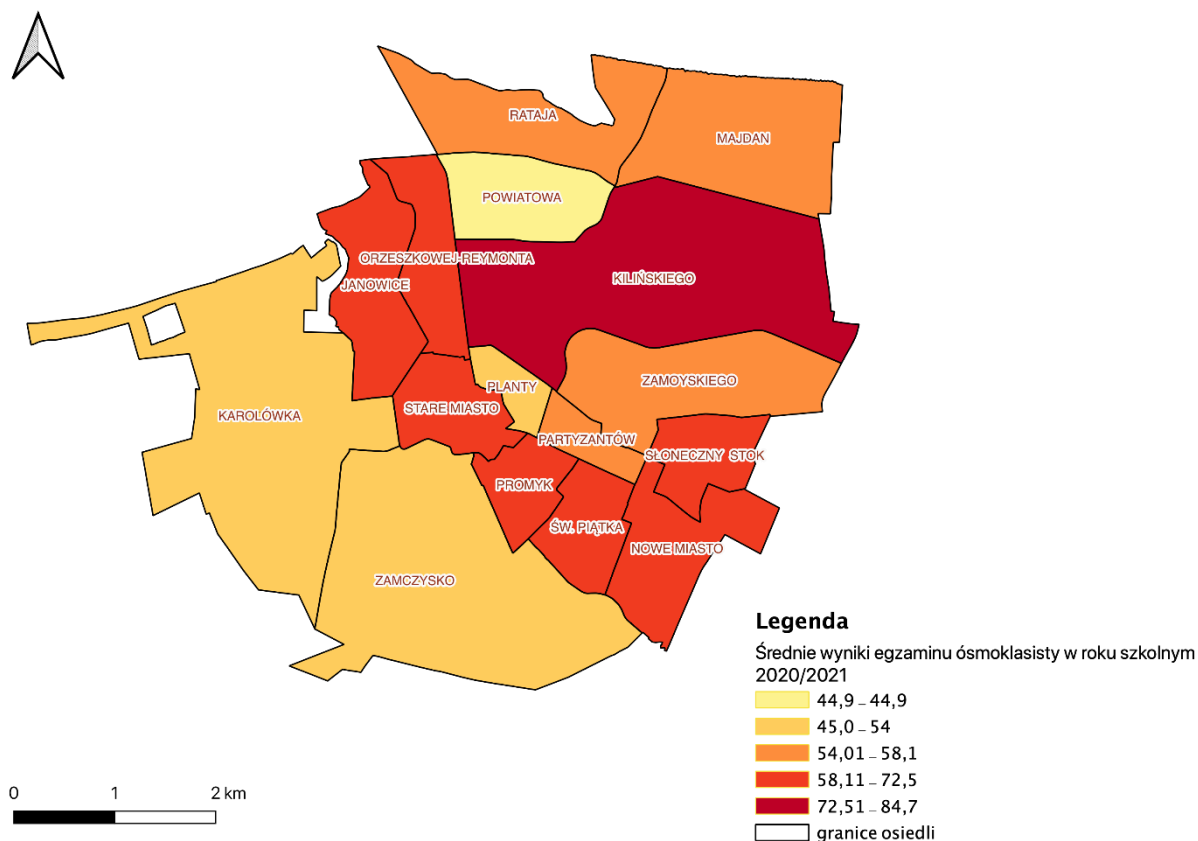 RATAJA
MAJDAN
POWIATOWA
ORZESZKOWEJ-REYMONTA
KILIŃSKIEGO
JANOWICE
ZAMOYSKIEGO
PLANTY
STARE MIASTO
KAROLÓWKA
PARTYZANTÓW
SŁONECZNY STOK
PROMYK
ŚW. PIĄTKA
NOWE MIASTO
ZAMCZYSKO
Legenda
Średnie wyniki egzaminu ósmoklasisty w roku szkolnym
2020/2021
44,9 – 44,9
45,0 – 54
54,01 – 58,1
58,11 – 72,5
72,51 – 84,7
granice osiedli
0 1 2 km